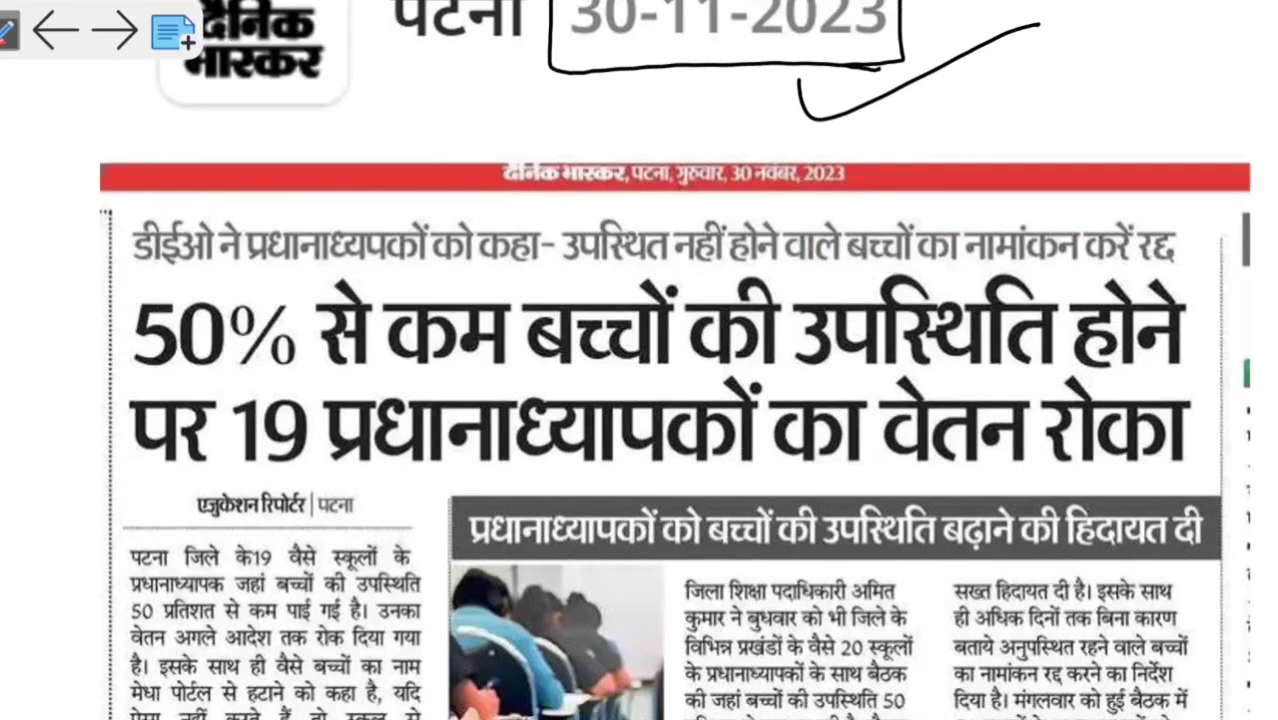 दैनिक
भास्कर
पटना
30-11-2023
दैनिक भास्कर, पटना, गुरुवार, 30 नवंबर, 2023
डीईओ ने प्रधानाध्यपकों को कहा- उपस्थित नहीं होने वाले बच्चों का नामांकन करें रद्द
50% से कम बच्चों की उपस्थिति होने
पर 19 प्रधानाध्यापकों का वेतन रोका
एजुकेशन रिपोर्टर | पटना
पटना जिले के19 वैसे स्कूलों के
प्रधानाध्यापक जहां बच्चों की उपस्थिति
50 प्रतिशत से कम पाई गई है। उनका
वेतन अगले आदेश तक रोक दिया गया
है। इसके साथ ही वैसे बच्चों का नाम
मेधा पोर्टल से हटाने को कहा है, यदि
प्रधानाध्यापकों को बच्चों की उपस्थिति बढ़ाने की हिदायत दी
जिला शिक्षा पदाधिकारी अमित
कुमार ने बुधवार को भी जिले के
विभिन्न प्रखंडों के वैसे 20 स्कूलों
के प्रधानाध्यापकों के साथ बैठक
की जहां बच्चों की उपस्थिति 50
सख्त हिदायत दी है। इसके साथ
ही अधिक दिनों तक बिना कारण
बताये अनुपस्थित रहने वाले बच्चों
का नामांकन रद्द करने का निर्देश
दिया है। मंगलवार को हुई बैठक में